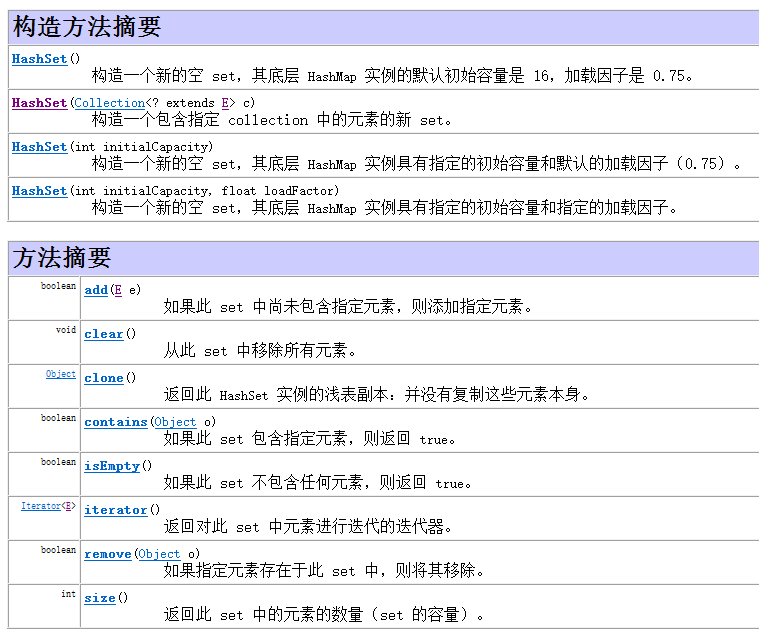 构造方法摘要
HashSet()
构造一个新的空 set，其底层 HashMap 实例的默认初始容量是 16，加载因子是 0.75。
HashSet(Collection<? extends E> c)
构造一个包含指定 collection 中的元素的新 set。
HashSet(int initialCapacity)
构造一个新的空 set，其底层 HashMap 实例具有指定的初始容量和默认的加载因子（0.75）。
HashSet(int initialCapacity, float loadFactor)
构造一个新的空 set，其底层 HashMap 实例具有指定的初始容量和指定的加载因子。
方法摘要
boolean add(E e)
如果此 set 中尚未包含指定元素，则添加指定元素。
void clear()
从此 set 中移除所有元素。
Object clone()
返回此 HashSet 实例的浅表副本：并没有复制这些元素本身。
boolean contains(Object o)
如果此 set 包含指定元素，则返回 true。
boolean isEmpty()
如果此 set 不包含任何元素，则返回 true。
Iterator<E> iterator()
返回对此 set 中元素进行迭代的迭代器。
boolean remove(Object o)
如果指定元素存在于此 set 中，则将其移除。
int size()
返回此 set 中的元素的数量（set 的容量）。